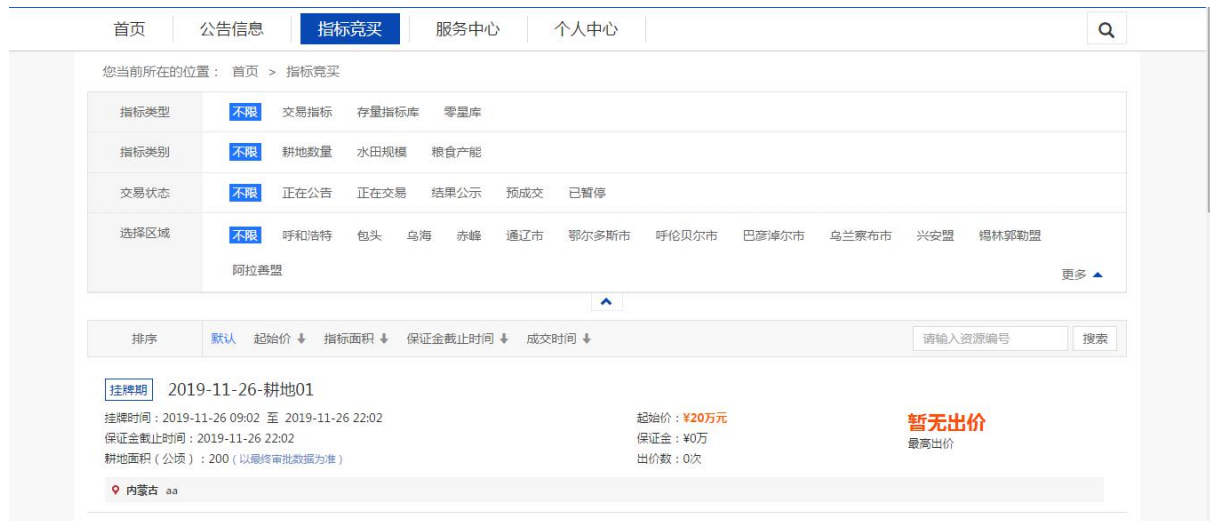 首页 公告信息 指标竞买 服务中心 个人中心
您当前所在的位置： 首页 > 指标竞买
指标类型 不限 交易指标 存量指标库 零星库
指标类别 不限 耕地数量 水田规模 粮食产能
交易状态 不限 正在公告 正在交易 结果公示 预成交 已暂停
选择区域 不限 呼和浩特 包头 乌海 赤峰 通辽市 鄂尔多斯市 呼伦贝尔市 巴彦淖尔市 乌兰察布市 兴安盟 锡林郭勒盟
阿拉善盟 更多
排序 默认 起始价 指标面积 保证金截止时间 成交时间 请输入资源编号 搜索
挂牌期 2019-11-26-耕地01
挂牌时间：2019-11-26 09:02 至 2019-11-26 22:02 起始价：¥20万元 暂无出价
保证金截止时间：2019-11-26 22:02 保证金：¥0万 最高出价
耕地面积（公顷）：200（以最终审批数据为准） 出价数：0次
内蒙古 aa